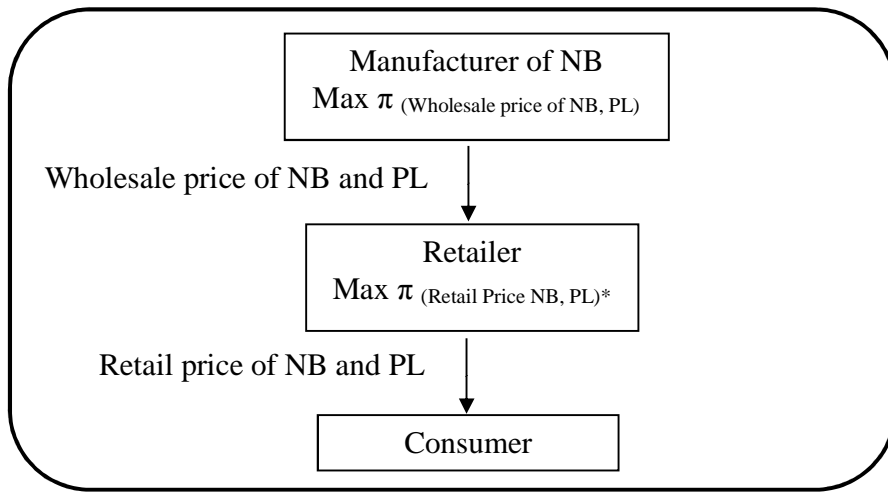 Manufacturer of NB
Max π (Wholesale price of NB, PL)
Wholesale price of NB and PL
Retailer
Max π (Retail Price NB, PL)*
Retail price of NB and PL
Consumer